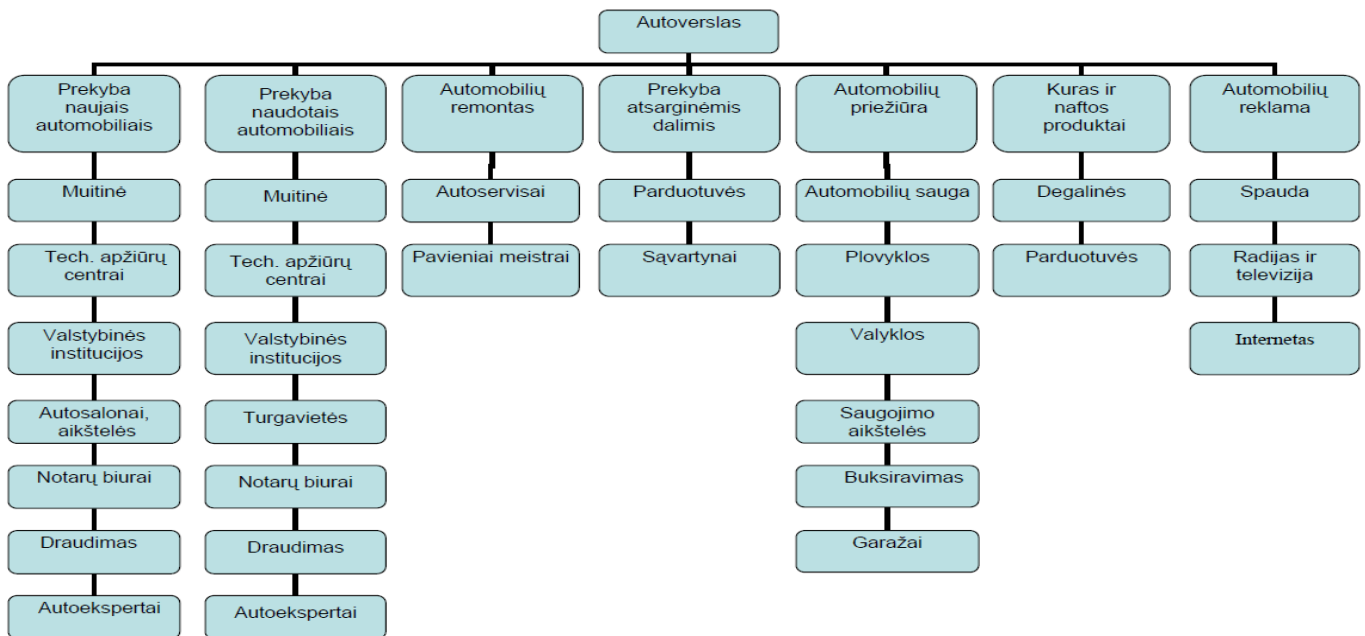 Autoverslas
Prekyba
naujais
automobiliais
Prekyba
naudotais
automobiliais
Automobilių
remontas
Prekyba
atsarginėmis
dalimis
Automobilių
priežiūra
Kuras ir
naftos
produktai
Automobilių
reklama
Muitinė
Muitinė
Autoservisai
Parduotuvės
Automobilių sauga
Degalinės
Spauda
Tech. apžiūrų
centrai
Tech. apžiūrų
centrai
Pavieniai meistrai
Sąvartynai
Plovyklos
Parduotuvės
Radijas ir
televizija
Valstybinės
institucijos
Valstybinės
institucijos
Valyklos
Internetas
Autosalonai,
aikštelės
Turgavietės
Saugojimo
aikštelės
Notarų biurai
Notarų biurai
Buksiravimas
Draudimas
Draudimas
Garažai
Autoekspertai
Autoekspertai